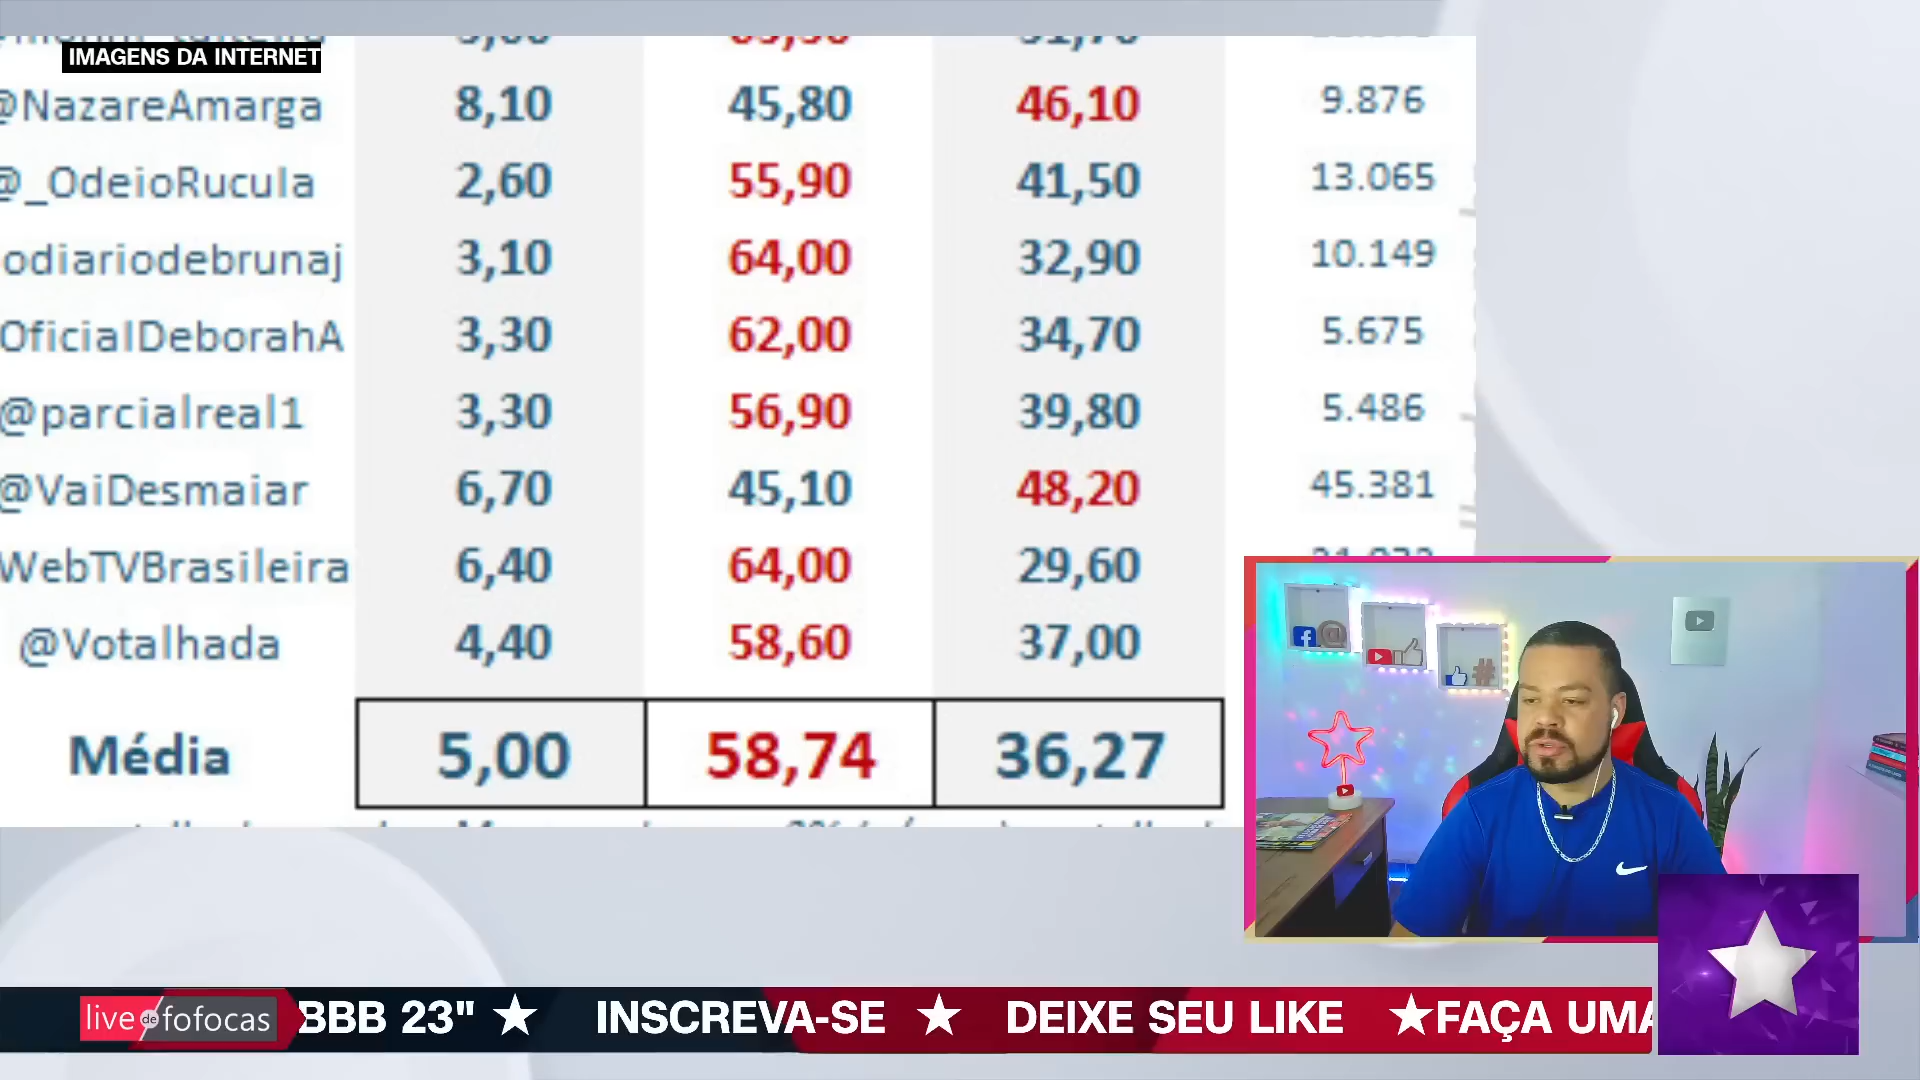 IMAGENS DA INTERNET
@NazareAmarga 8,10 45,80 46,10 9.876
@_OdeioRucula 2,60 55,90 41,50 13.065
odiariodebrunaj 3,10 64,00 32,90 10.149
OficialDeborahA 3,30 62,00 34,70 5.675
@parcialreal1 3,30 56,90 39,80 5.486
@VaiDesmaiar 6,70 45,10 48,20 45.381
WebTVBrasileira 6,40 64,00 29,60
@Votalhada 4,40 58,60 37,00
Média 5,00 58,74 36,27
live de fofocas BBB 23" ★ INSCREVA-SE ★ DEIXE SEU LIKE ★FAÇA UMA